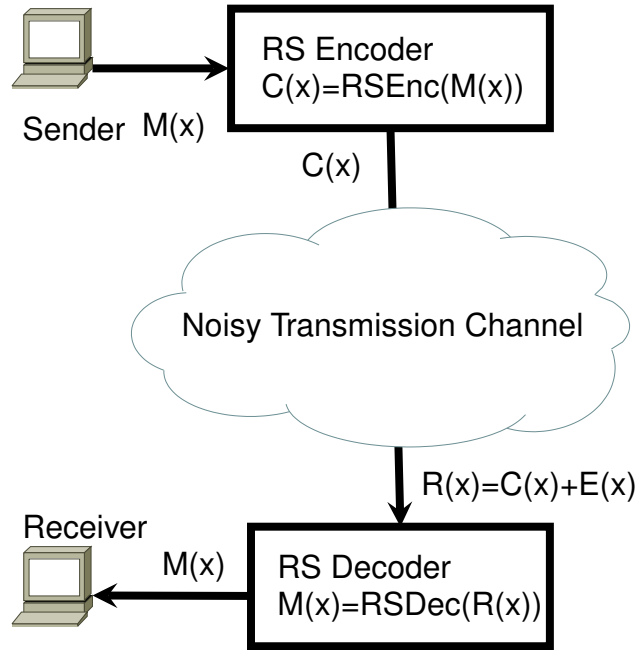 RS Encoder
C(x)=RSEnc(M(x))
Sender M(x)
C(x)
Noisy Transmission Channel
R(x)=C(x)+E(x)
Receiver
M(x)
RS Decoder
M(x)=RSDec(R(x))